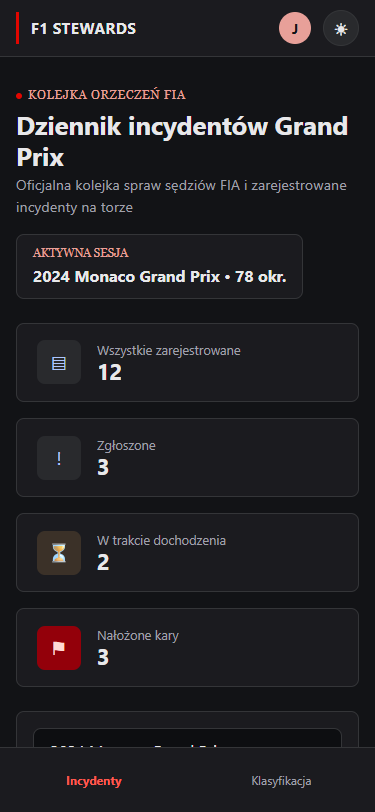 F1 STEWARDS
J
KOLEJKA ORZECZEŃ FIA
Dziennik incydentów Grand
Prix
Oficjalna kolejka spraw sędziów FIA i zarejestrowane
incydenty na torze
AKTYWNA SESJA
2024 Monaco Grand Prix • 78 okr.
Wszystkie zarejestrowane
12
!
Zgłoszone
3
W trakcie dochodzenia
2
Nałożone kary
3
Incydenty
Klasyfikacja